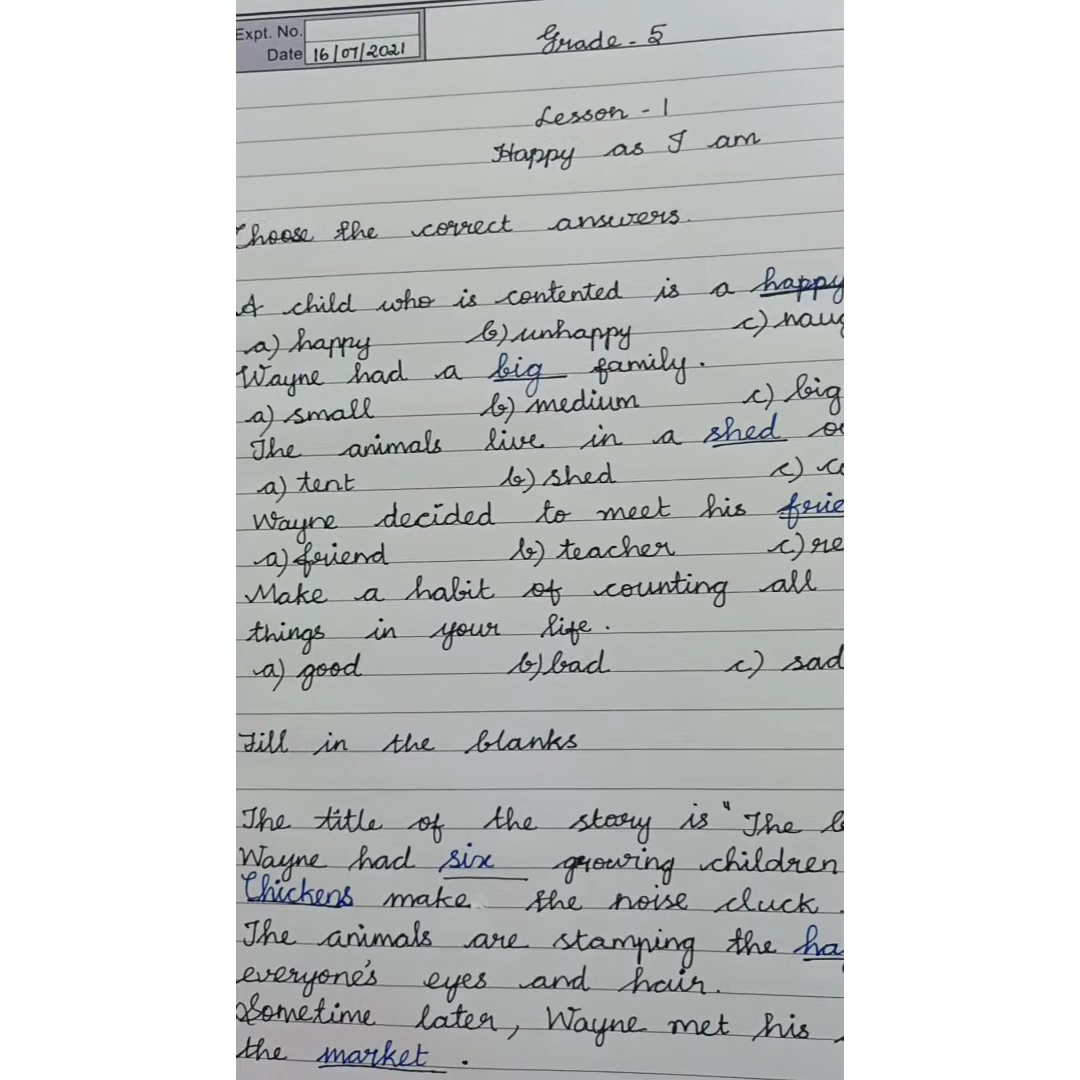 Expt. No.
Date 16/07/2021
Grade - 5
Lesson - 1
Happy as I am
Choose the correct answers.
A child who is contented is a happy
a) happy b) unhappy c)
Wayne had a big family.
a) small b) medium c) big
The animals live in a shed
a) tent b) shed c)
Wayne decided to meet his
a) friend b) teacher c)
Make a habit of counting all
things in your life.
a) good b) bad c) sad
Fill in the blanks
The title of the story is "The
Wayne had six growing children
Chickens make the noise cluck.
The animals are stamping the
everyone's eyes and hair.
Sometime later, Wayne met his
the market.